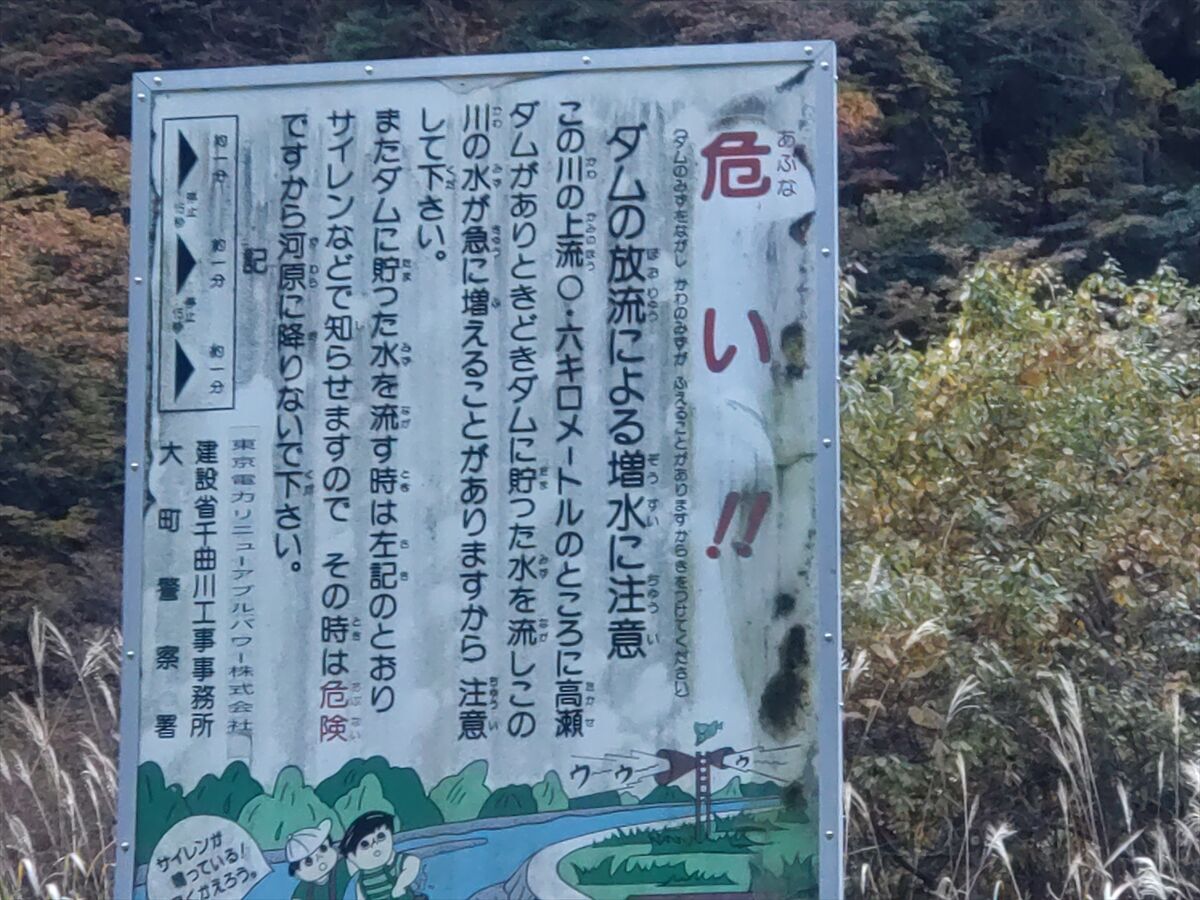 危い!!
あぶな
(ダムのみずをながし かわのみずが ふえることがありますからきをつけてください)
ダムの放流による増水に注意
この川の上流〇・六キロメートルのところに高瀬
ダムがありときどきダムに貯った水を流しこの
川の水が急に増えることがありますから 注意
して下さい。
またダムに貯った水を流す時は左記のとおり
サイレンなどで知らせますので その時は危険
ですから河原に降りないで下さい。
記
約一分
停止
約一分
停止
15秒
約一分
東京電力リニューアブルパワー株式会社
建設省千曲川工事事務所
大町警察署
ウーウー
ウ
サイレンが
鳴っている!